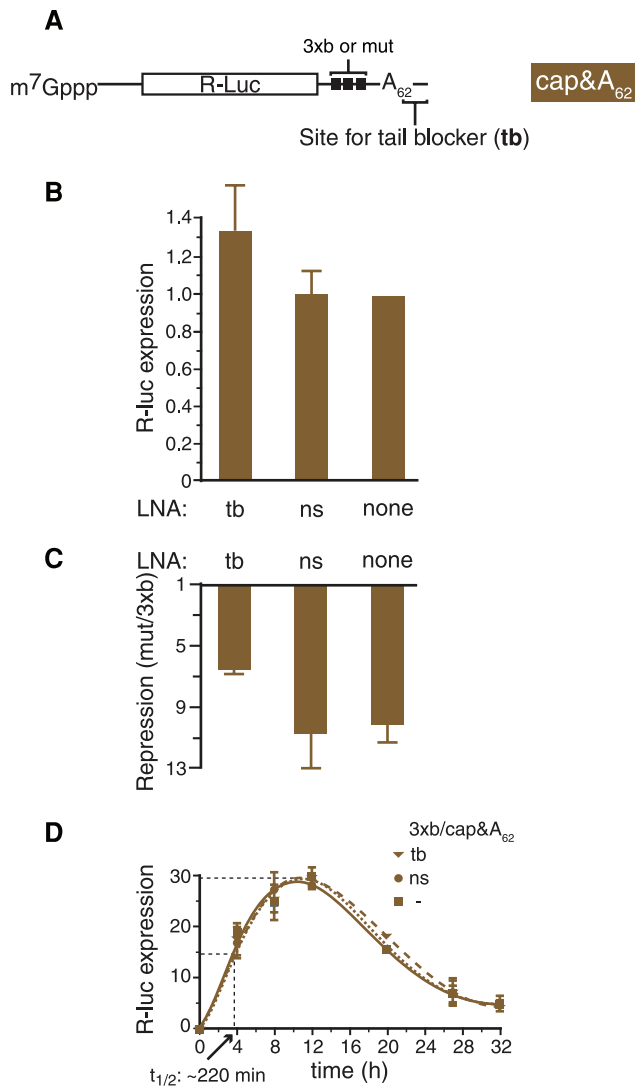 A
3xb or mut
m7Gppp R-Luc A62
cap&A62
Site for tail blocker (tb)
B
R-luc expression
1.4
1.2
1.0
0.8
0.6
0.4
0.2
0
LNA: tb ns none
C
LNA: tb ns none
Repression (mut/3xb)
1
5
9
13
D
3xb/cap&A62
tb
ns
-
R-luc expression
30
20
10
0
0 4 8 12 16 20 24 28 32
time (h)
t1/2: ~220 min